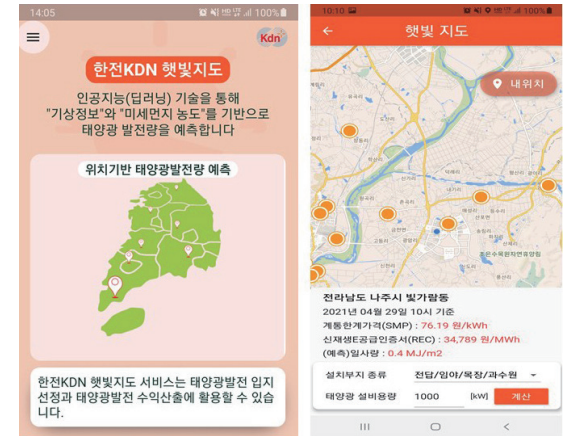 14:05
100%
Kdn
한전KDN 햇빛지도
인공지능(딥러닝) 기술을 통해
"기상정보"와 "미세먼지 농도"를 기반으로
태양광 발전량을 예측합니다
위치기반 태양광발전량 예측
한전KDN 햇빛지도 서비스는 태양광발전 입지
선정과 태양광발전 수익산출에 활용할 수 있습
니다.
10:10
100%
햇빛 지도
내위치
전라남도 나주시 빛가람동
2021년 04월 29일 10시 기준
계통한계가격(SMP) : 76.19 원/kWh
신재생E공급인증서(REC) : 34,789 원/MWh
(예측)일사량 : 0.4 MJ/m2
설치부지 종류 전답/임야/목장/과수원
태양광 설비용량 1000 [kW] 계산